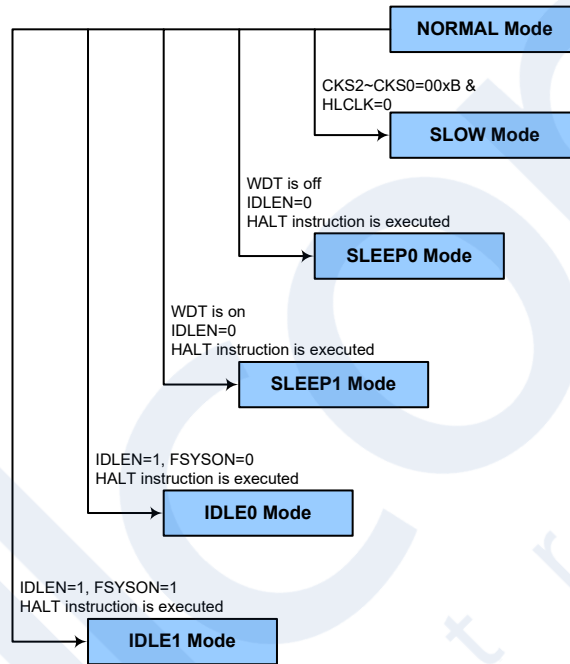 NORMAL Mode
CKS2~CKS0=00xB &
HLCLK=0
SLOW Mode
WDT is off
IDLEN=0
HALT instruction is executed
SLEEP0 Mode
WDT is on
IDLEN=0
HALT instruction is executed
SLEEP1 Mode
IDLEN=1, FSYSON=0
HALT instruction is executed
IDLE0 Mode
IDLEN=1, FSYSON=1
HALT instruction is executed
IDLE1 Mode